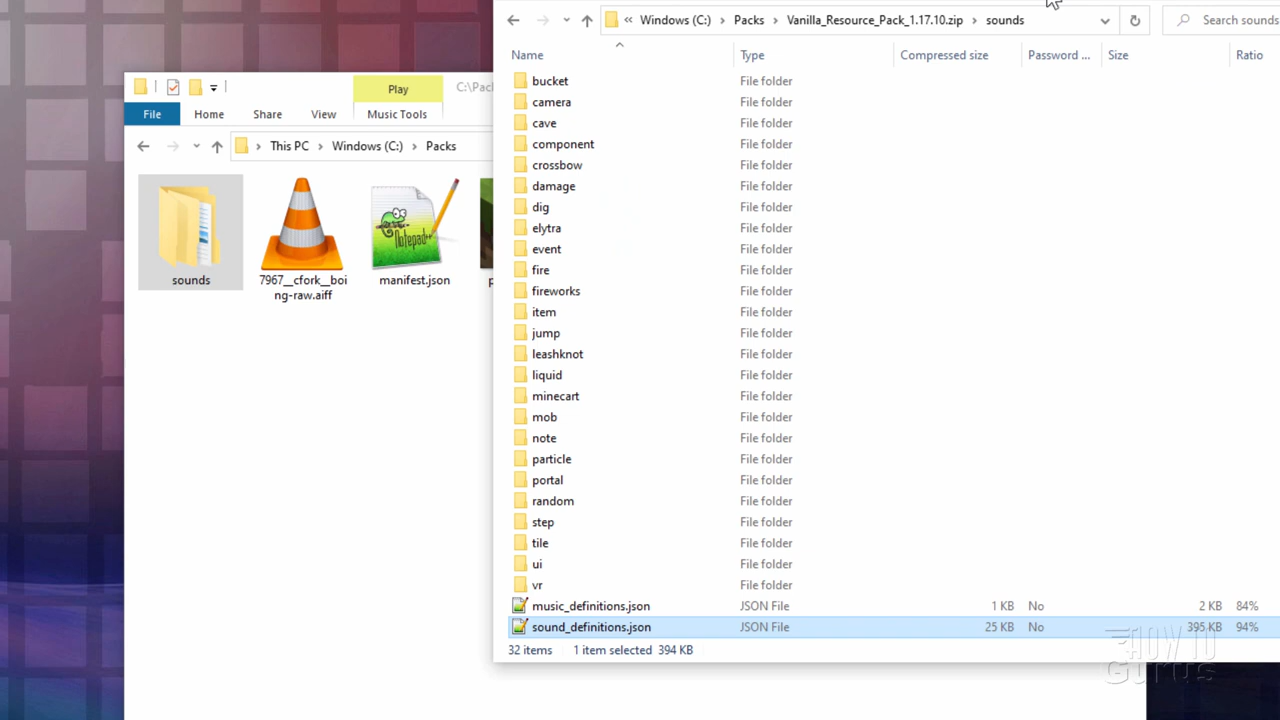 Windows (C:) Packs Vanilla_Resource_Pack_1.17.10.zip sounds Search sounds
Name Type Compressed size Password ... Size Ratio
bucket File folder
camera File folder
cave File folder
component File folder
crossbow File folder
damage File folder
dig File folder
elytra File folder
event File folder
fire File folder
fireworks File folder
item File folder
jump File folder
leashknot File folder
liquid File folder
minecart File folder
mob File folder
note File folder
particle File folder
portal File folder
random File folder
step File folder
tile File folder
ui File folder
vr File folder
music_definitions.json JSON File 1 KB No 2 KB 84%
sound_definitions.json JSON File 25 KB No 395 KB 94%
32 items 1 item selected 394 KB
Play C:\Pac
File Home Share View Music Tools
This PC Windows (C:) Packs
sounds
7967__cfork__boi
ng-raw.aiff
Notepad++
manifest.json
HOW TO
GURUS